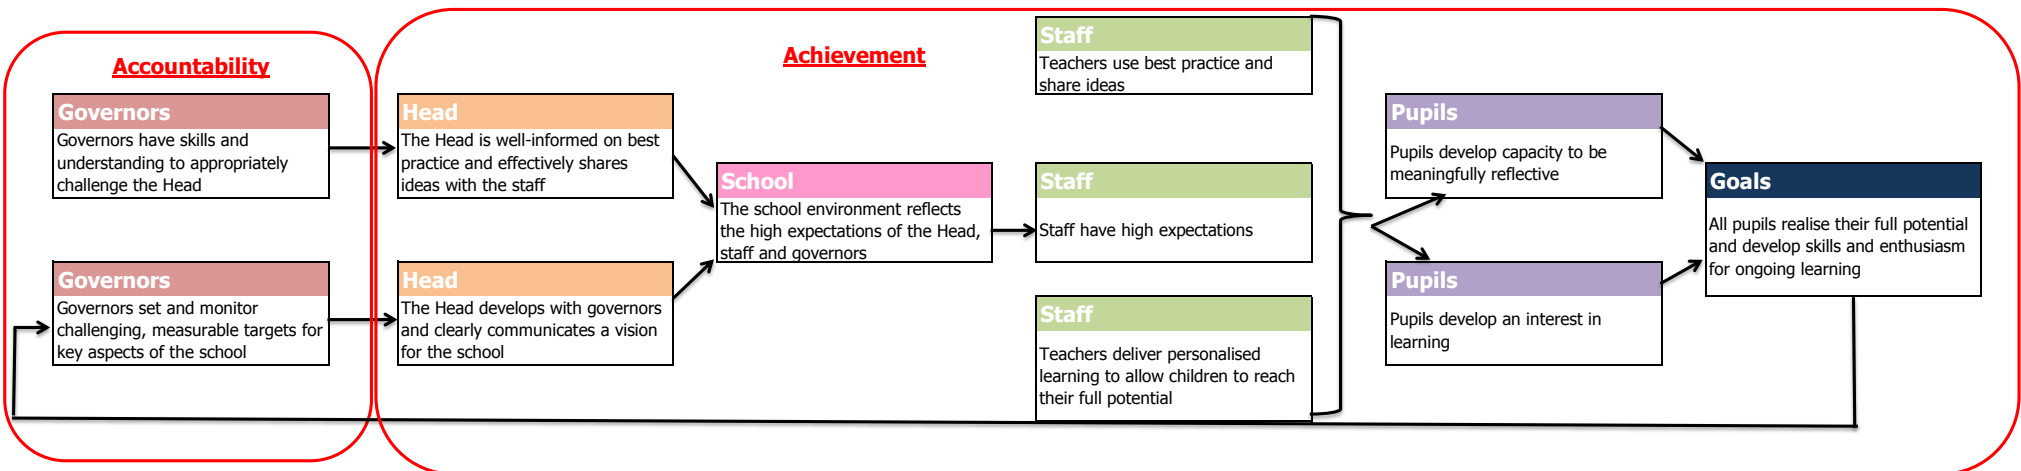 Accountability
Governors
Governors have skills and
understanding to appropriately
challenge the Head
Governors
Governors set and monitor
challenging, measurable targets for
key aspects of the school
Achievement
Head
The Head is well-informed on best
practice and effectively shares
ideas with the staff
Head
The Head develops with governors
and clearly communicates a vision
for the school
School
The school environment reflects
the high expectations of the Head,
staff and governors
Staff
Teachers use best practice and
share ideas
Staff
Staff have high expectations
Staff
Teachers deliver personalised
learning to allow children to reach
their full potential
Pupils
Pupils develop capacity to be
meaningfully reflective
Pupils
Pupils develop an interest in
learning
Goals
All pupils realise their full potential
and develop skills and enthusiasm
for ongoing learning